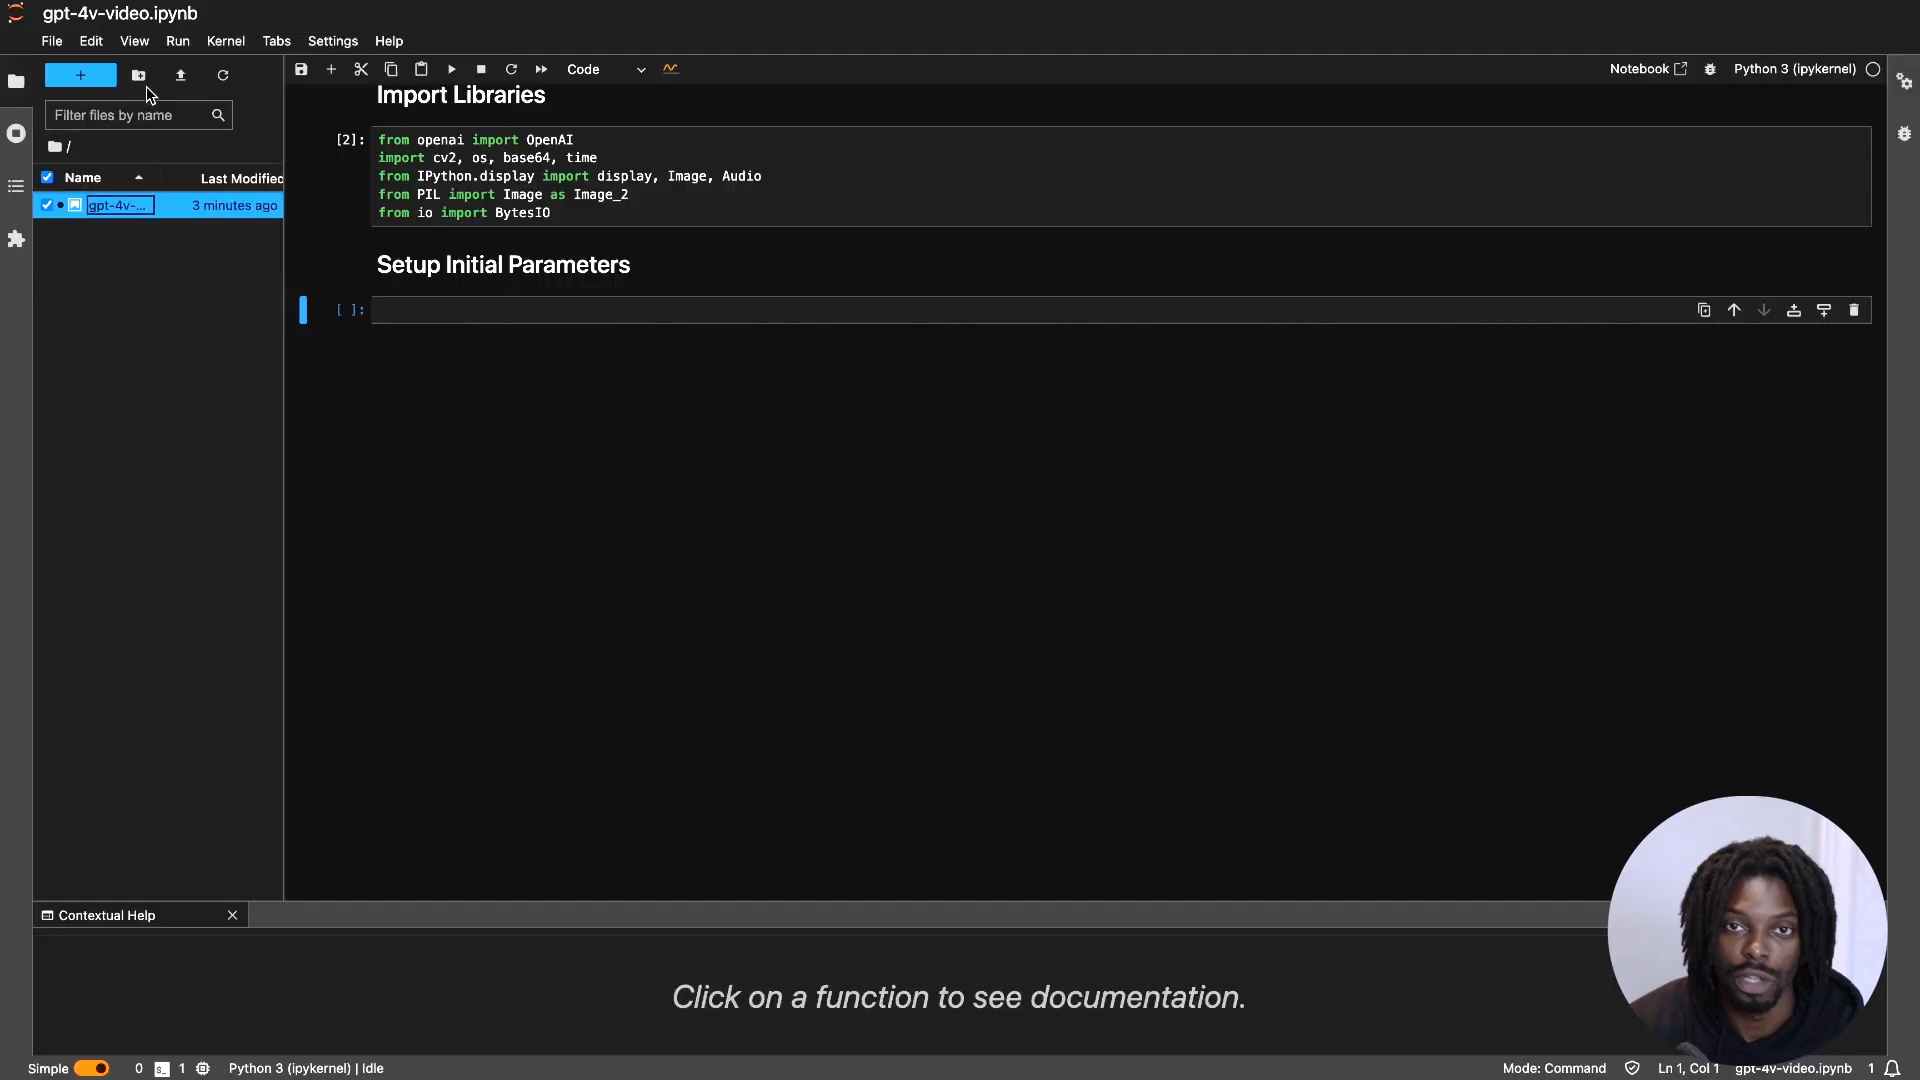 gpt-4v-video.ipynb
File Edit View Run Kernel Tabs Settings Help
+ Code Notebook Python 3 (ipykernel)
Filter files by name
/
Name Last Modified
gpt-4v-... 3 minutes ago
Import Libraries
[2]: from openai import OpenAI
import cv2, os, base64, time
from IPython.display import display, Image, Audio
from PIL import Image as Image_2
from io import BytesIO
Setup Initial Parameters
[ ]:
Contextual Help
Click on a function to see documentation.
Simple 0 1 Python 3 (ipykernel) | Idle Mode: Command Ln 1, Col 1 gpt-4v-video.ipynb 1